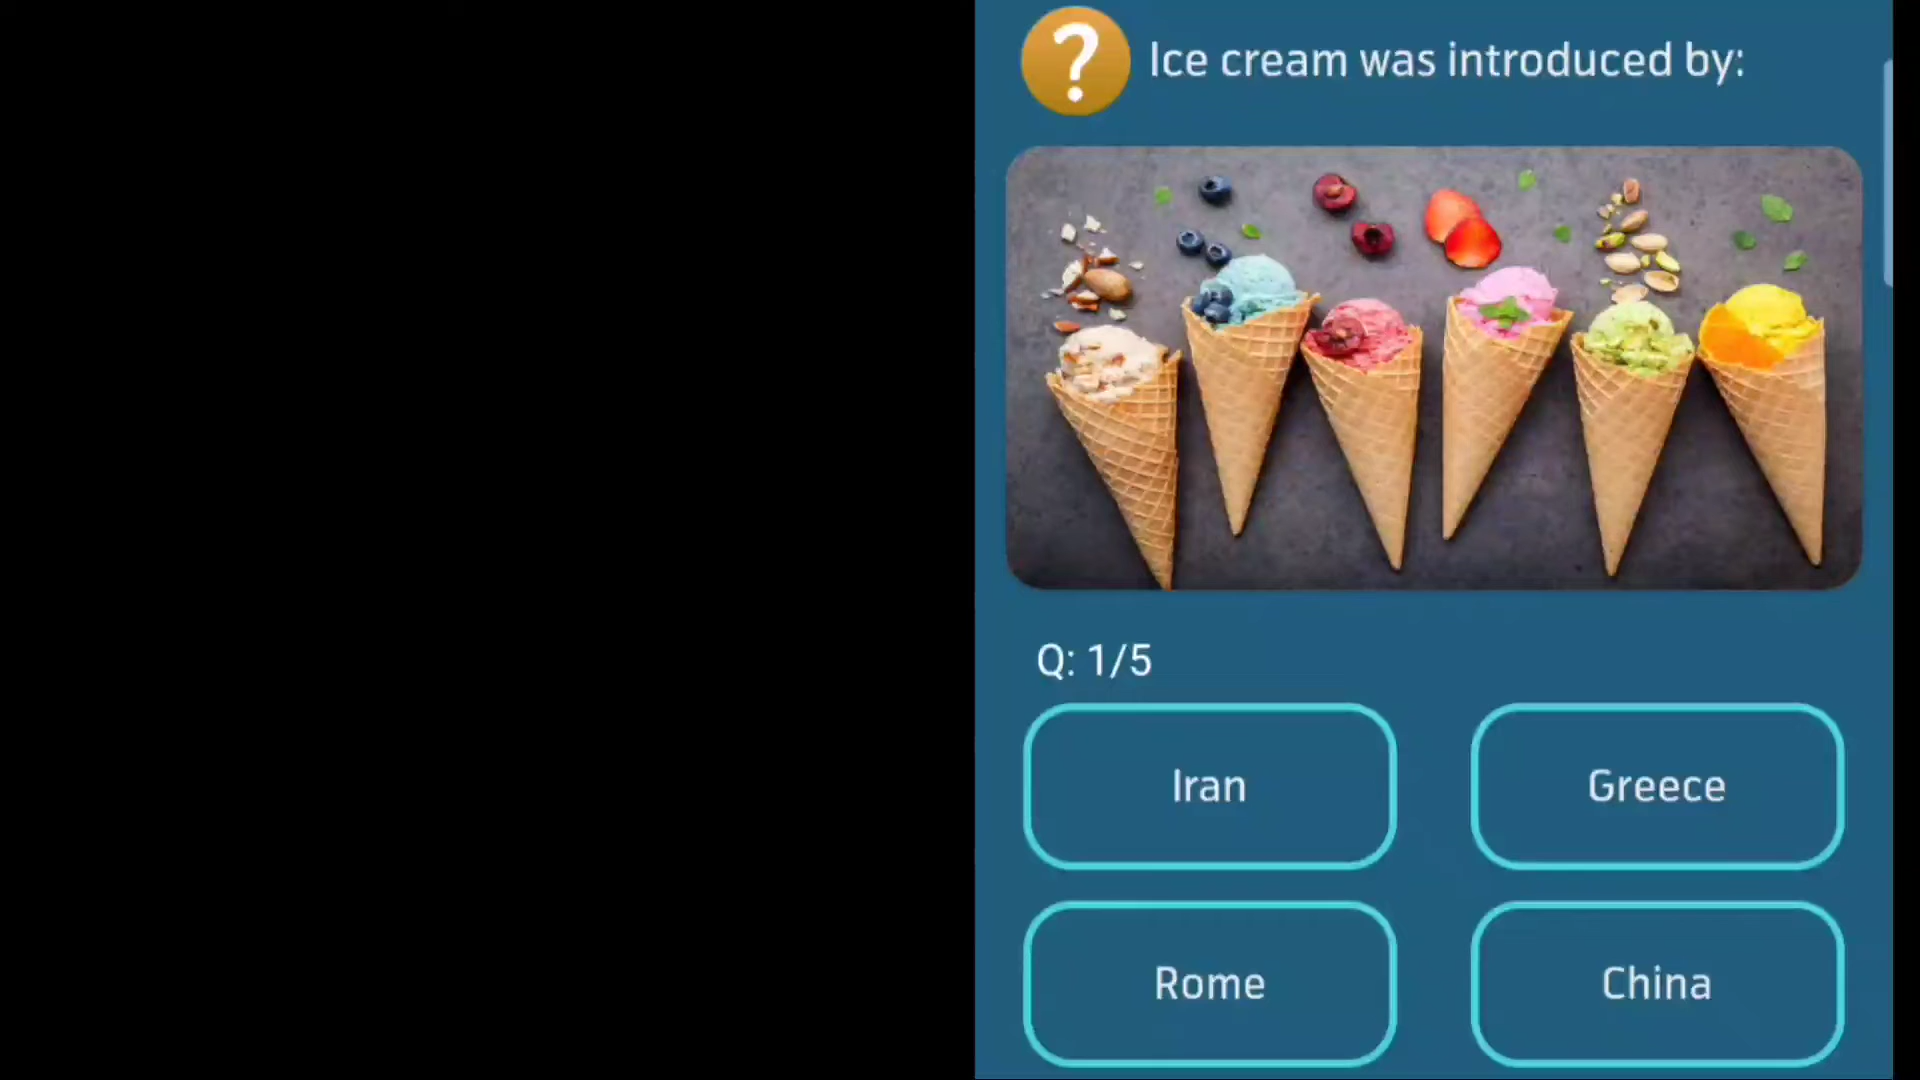 ?
Ice cream was introduced by:
Q: 1/5
Iran
Greece
Rome
China